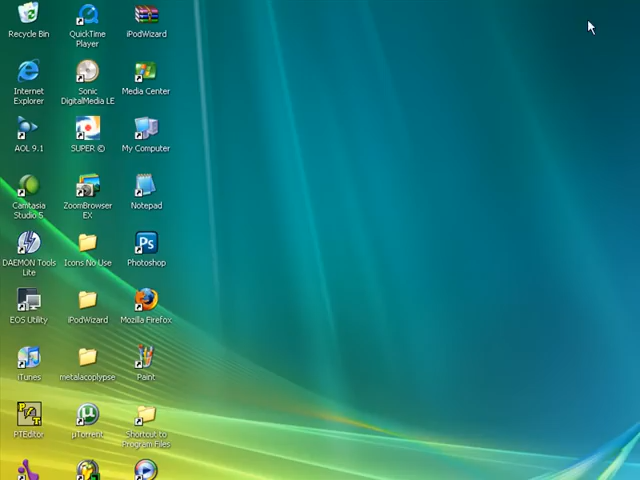 Recycle Bin
QuickTime
Player
iPodWizard
Internet
Explorer
Sonic
DigitalMedia LE
Media Center
AOL 9.1
SUPER ©
My Computer
Camtasia
Studio 5
ZoomBrowser
EX
Notepad
DAEMON Tools
Lite
Icons No Use
Photoshop
EOS Utility
iPodWizard
Mozilla Firefox
iTunes
metalacoplypse
Paint
PTEditor
µTorrent
Shortcut to
Program Files